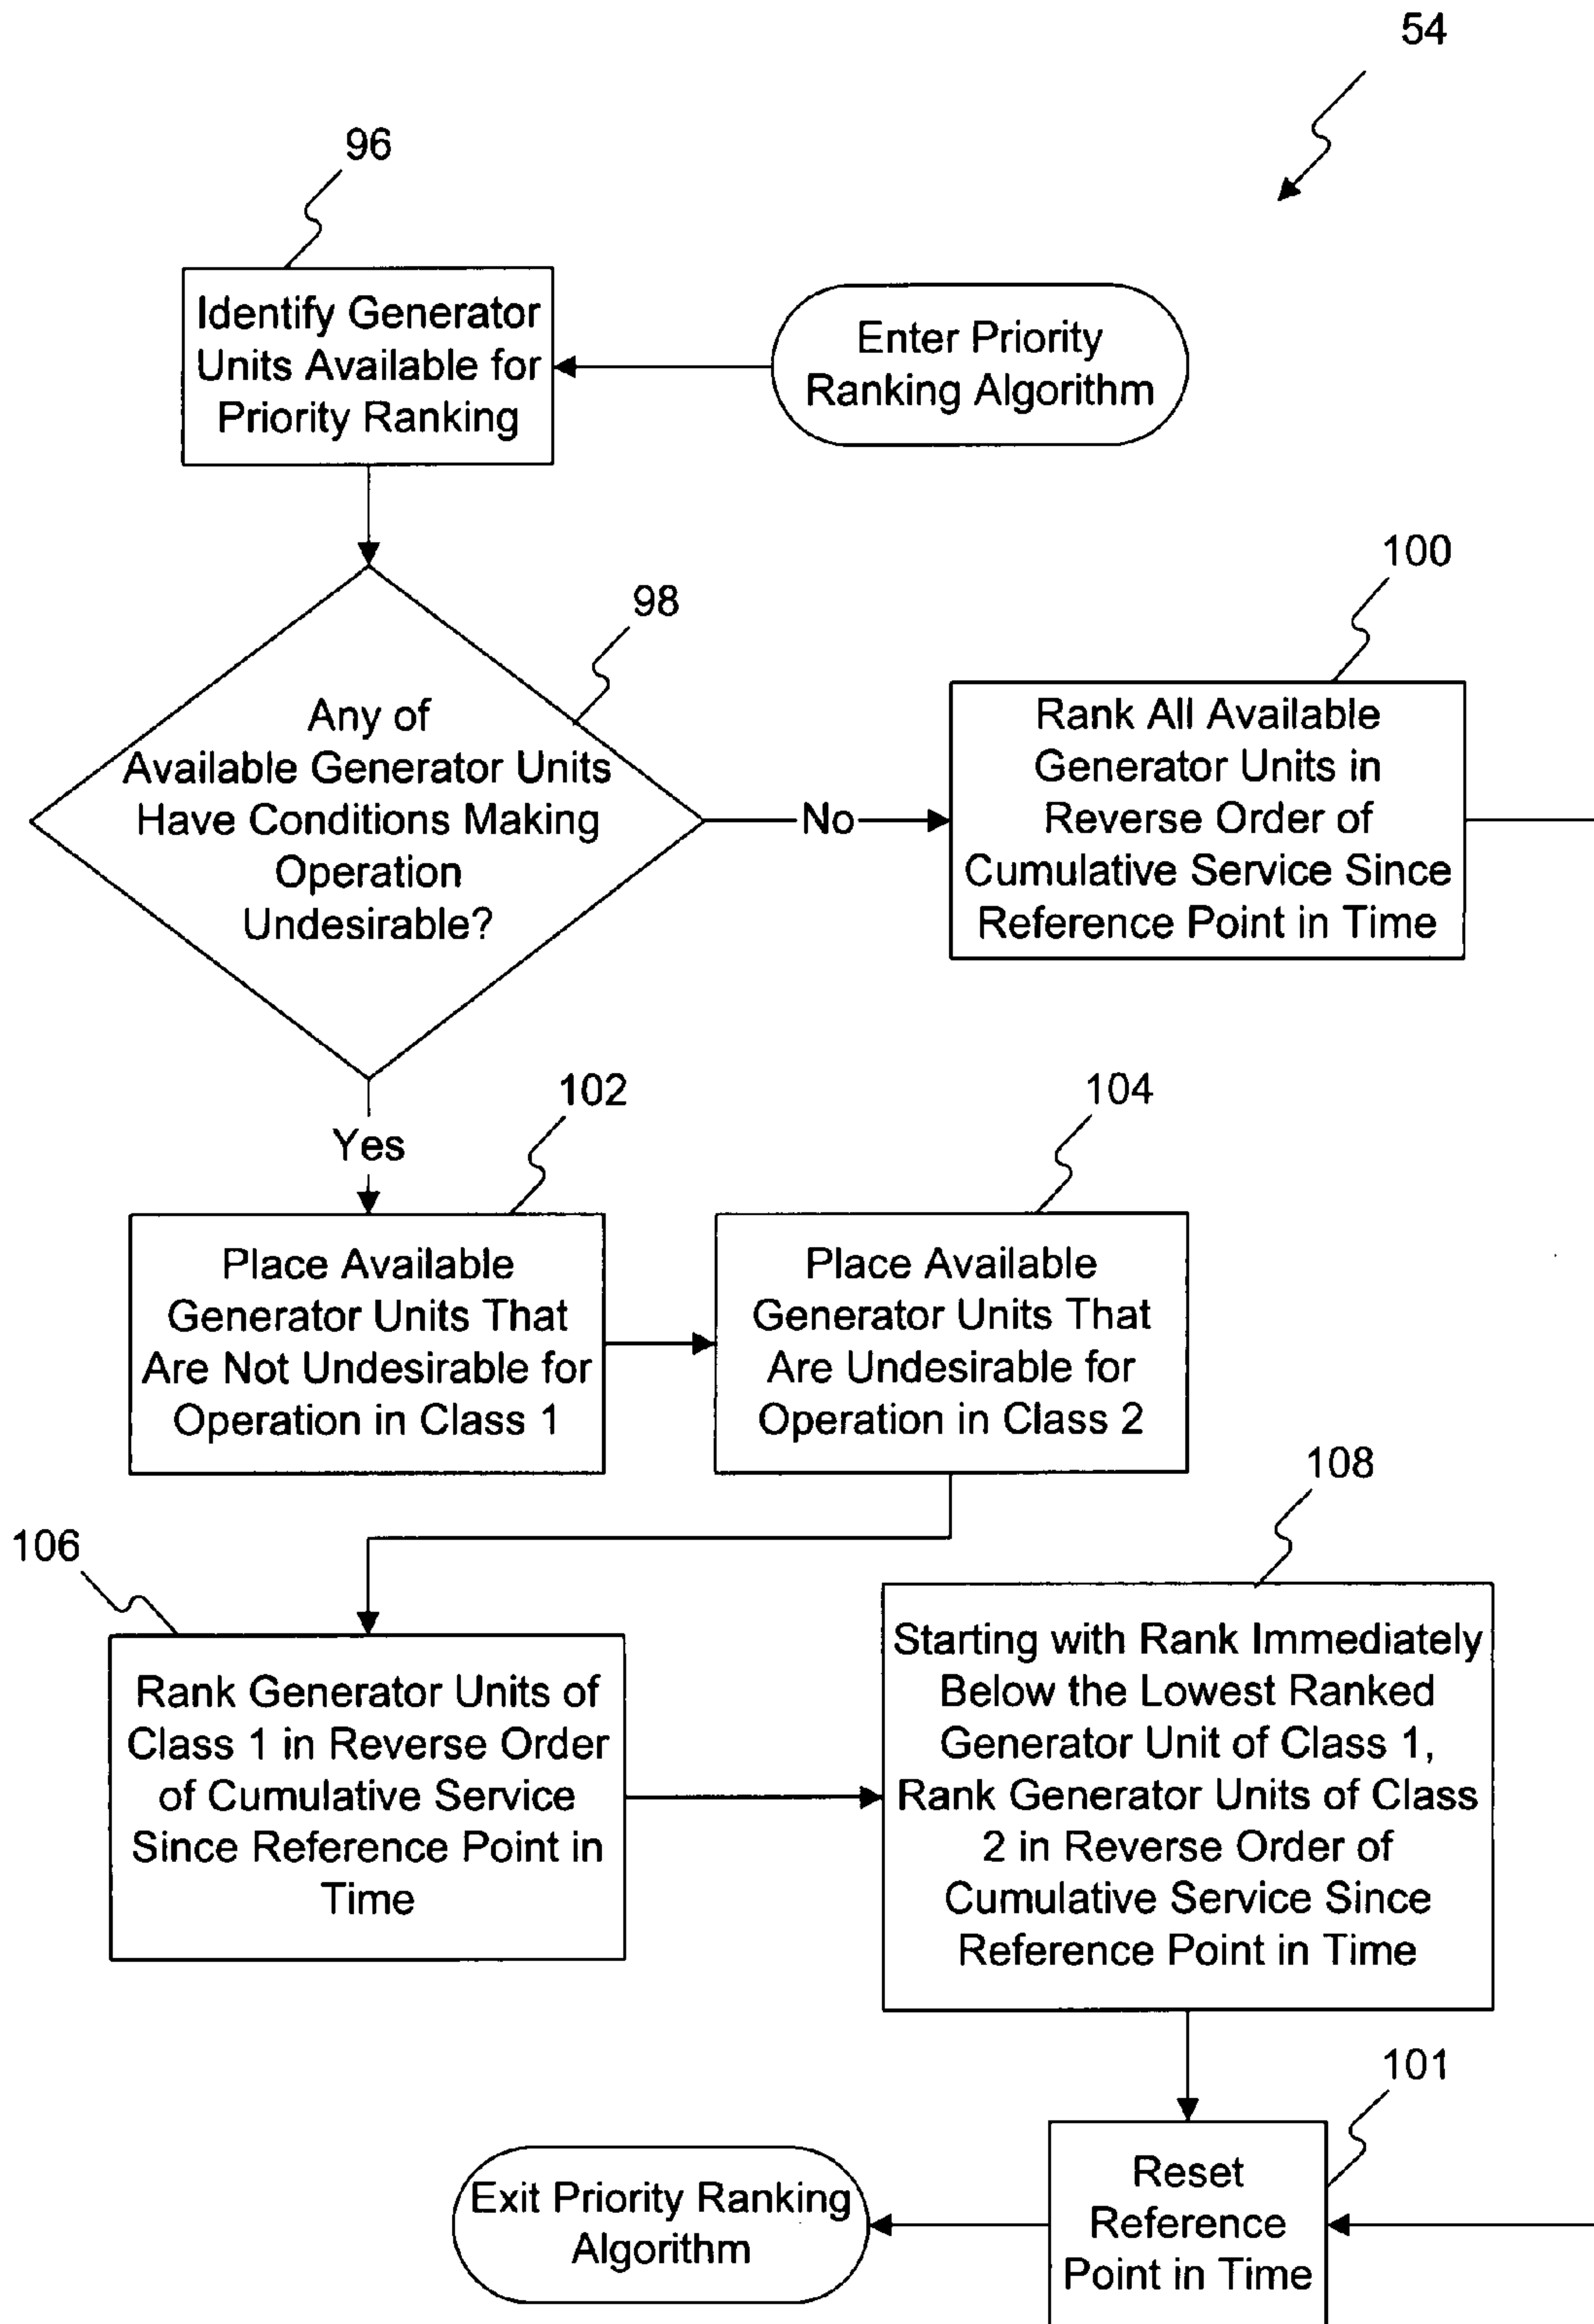 54
96
Identify Generator
Units Available for
Priority Ranking
Enter Priority
Ranking Algorithm
98
Any of
Available Generator Units
Have Conditions Making
Operation
Undesirable?
No
100
Rank All Available
Generator Units in
Reverse Order of
Cumulative Service Since
Reference Point in Time
Yes
102
Place Available
Generator Units That
Are Not Undesirable for
Operation in Class 1
104
Place Available
Generator Units That
Are Undesirable for
Operation in Class 2
106
Rank Generator Units of
Class 1 in Reverse Order
of Cumulative Service
Since Reference Point in
Time
108
Starting with Rank Immediately
Below the Lowest Ranked
Generator Unit of Class 1,
Rank Generator Units of Class
2 in Reverse Order of
Cumulative Service Since
Reference Point in Time
101
Reset
Reference
Point in Time
Exit Priority Ranking
Algorithm